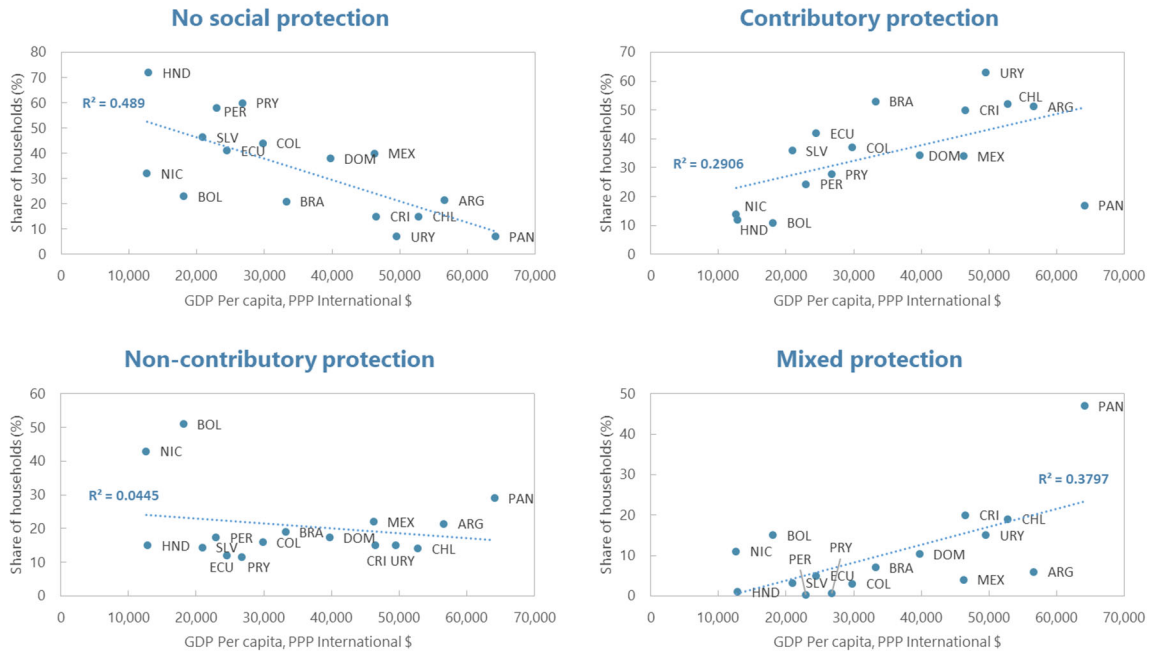 No social protection
Share of households (%)
80
70
60
50
40
30
20
10
0
R² = 0.489
HND
PER
PRY
SLV
ECU
COL
DOM
MEX
NIC
BOL
BRA
ARG
CRI
CHL
URY
PAN
0
10,000
20,000
30,000
40,000
50,000
60,000
70,000
GDP Per capita, PPP International $
Contributory protection
Share of households (%)
70
60
50
40
30
20
10
0
R² = 0.2906
URY
BRA
CHL
CRI
ARG
ECU
SLV
COL
DOM
MEX
PRY
PER
NIC
HND
BOL
PAN
0
10,000
20,000
30,000
40,000
50,000
60,000
70,000
GDP Per capita, PPP International $
Non-contributory protection
Share of households (%)
60
50
40
30
20
10
0
R² = 0.0445
BOL
NIC
PAN
MEX
ARG
HND
PER
SLV
COL
BRA
DOM
CHL
ECU
PRY
CRI
URY
0
10,000
20,000
30,000
40,000
50,000
60,000
70,000
GDP Per capita, PPP International $
Mixed protection
Share of households (%)
50
40
30
20
10
0
R² = 0.3797
PAN
CRI
CHL
URY
BOL
NIC
PER
PRY
DOM
BRA
ECU
ARG
SLV
COL
MEX
HND
0
10,000
20,000
30,000
40,000
50,000
60,000
70,000
GDP Per capita, PPP International $